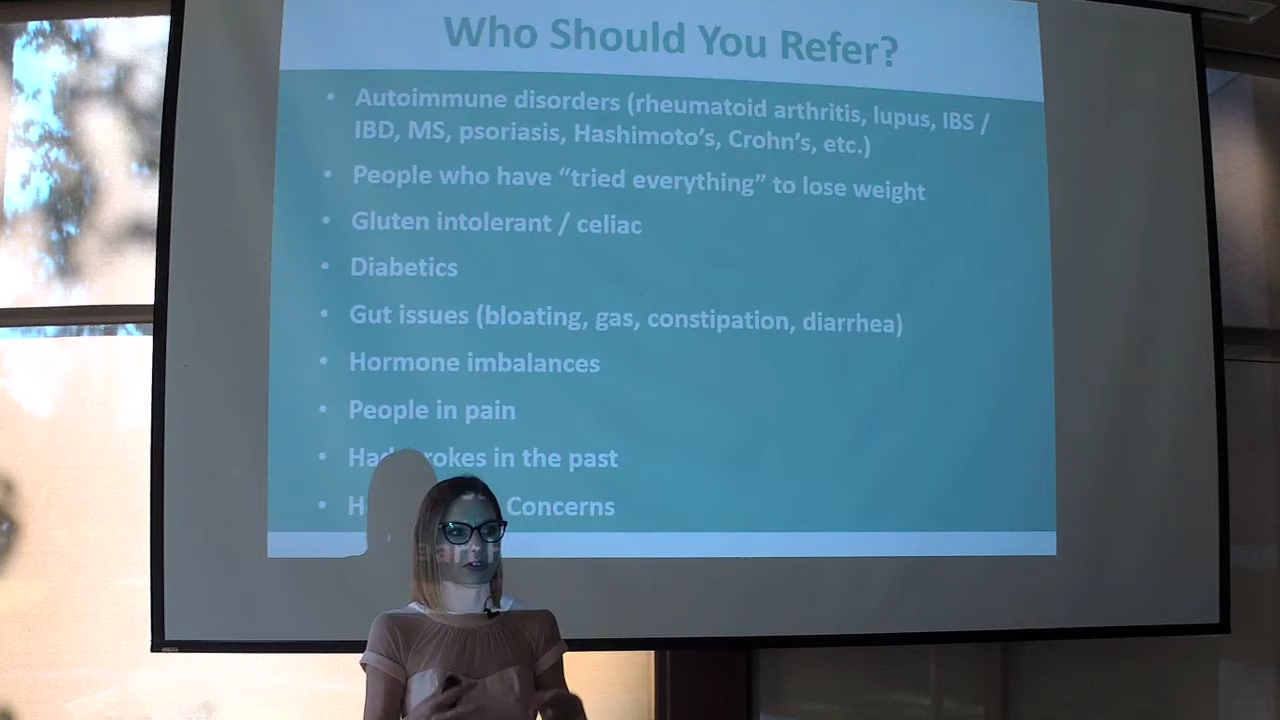 Who Should You Refer?
• Autoimmune disorders (rheumatoid arthritis, lupus, IBS /
IBD, MS, psoriasis, Hashimoto's, Crohn's, etc.)
• People who have “tried everything” to lose weight
• Gluten intolerant / celiac
• Diabetics
• Gut issues (bloating, gas, constipation, diarrhea)
• Hormone imbalances
• People in pain
• in the past
• Concerns